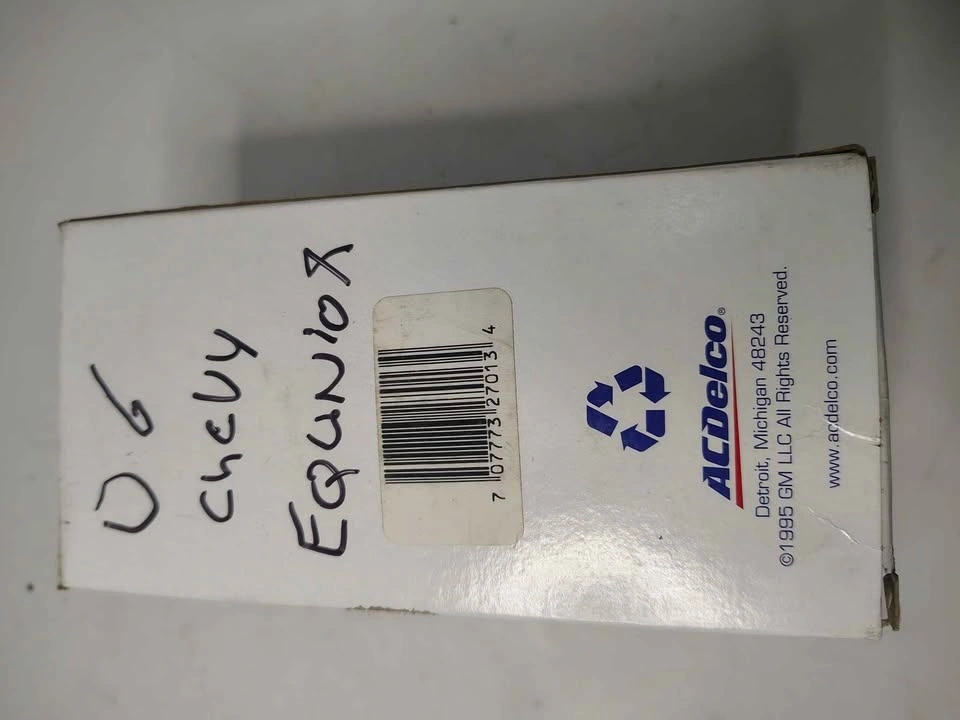 06
Chevy
EQUNiOX
7 07773 27013 4
ACDelco®
Detroit, Michigan 48243
©1995 GM LLC All Rights Reserved.
www.acdelco.com